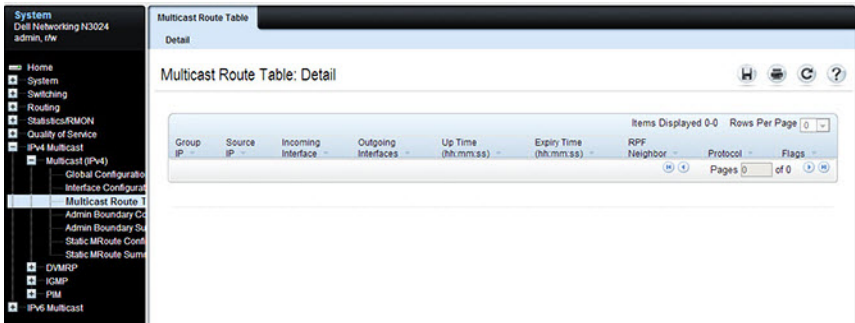 System
Dell Networking N3024
admin, r/w
Home
System
Switching
Routing
Statistics/RMON
Quality of Service
IPv4 Multicast
Multicast (IPv4)
Global Configuratio
Interface Configurat
Multicast Route T
Admin Boundary Co
Admin Boundary Su
Static MRoute Confi
Static MRoute Summ
DVMRP
IGMP
PIM
IPv6 Multicast
Multicast Route Table
Detail
Multicast Route Table: Detail
Items Displayed 0-0 Rows Per Page 0
Group IP Source IP Incoming Interface Outgoing Interfaces Up Time (hh:mm:ss) Expiry Time (hh:mm:ss) RPF Neighbor Protocol Flags
Pages 0 of 0